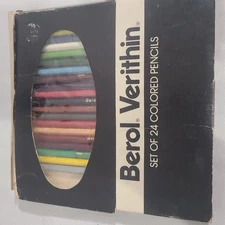 Berol® Verithin®
SET OF 24 COLORED PENCILS